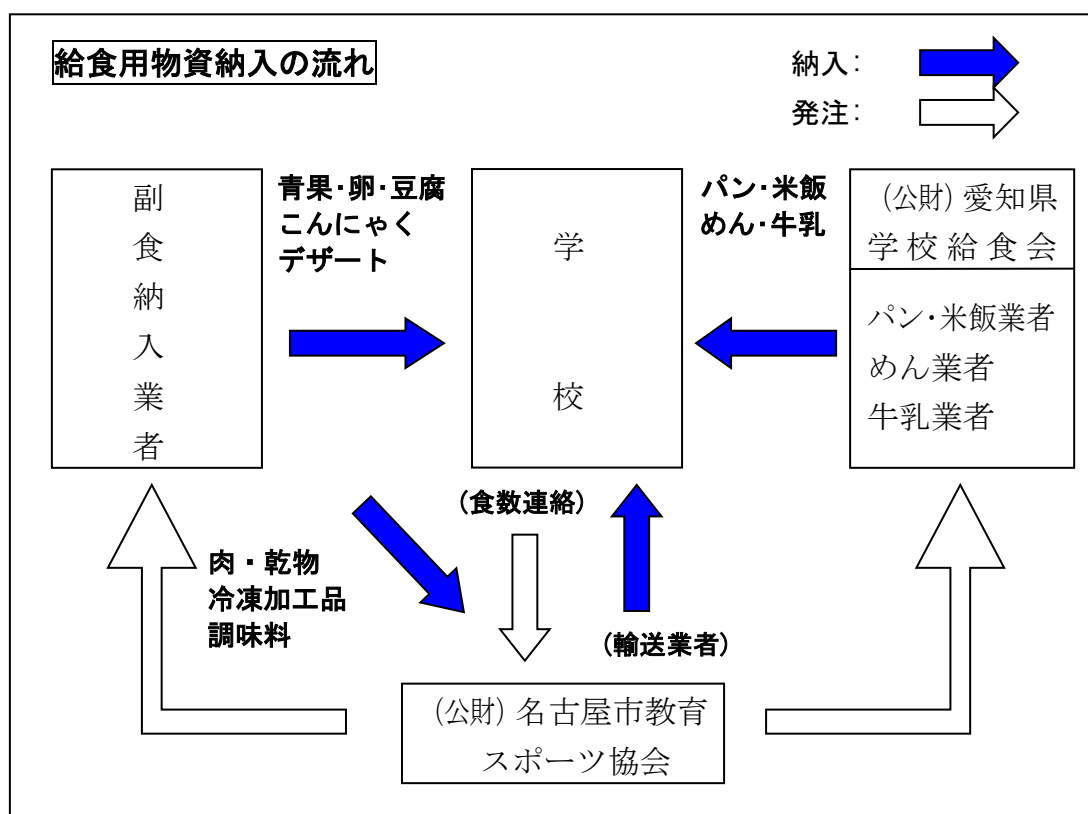 給食用物資納入の流れ
納入:
発注:
副食納入業者
青果・卵・豆腐
こんにゃく
デザート
学校
パン・米飯
めん・牛乳
(公財)愛知県
学校給食会
パン・米飯業者
めん業者
牛乳業者
肉・乾物
冷凍加工品
調味料
(食数連絡)
(輸送業者)
(公財)名古屋市教育
スポーツ協会